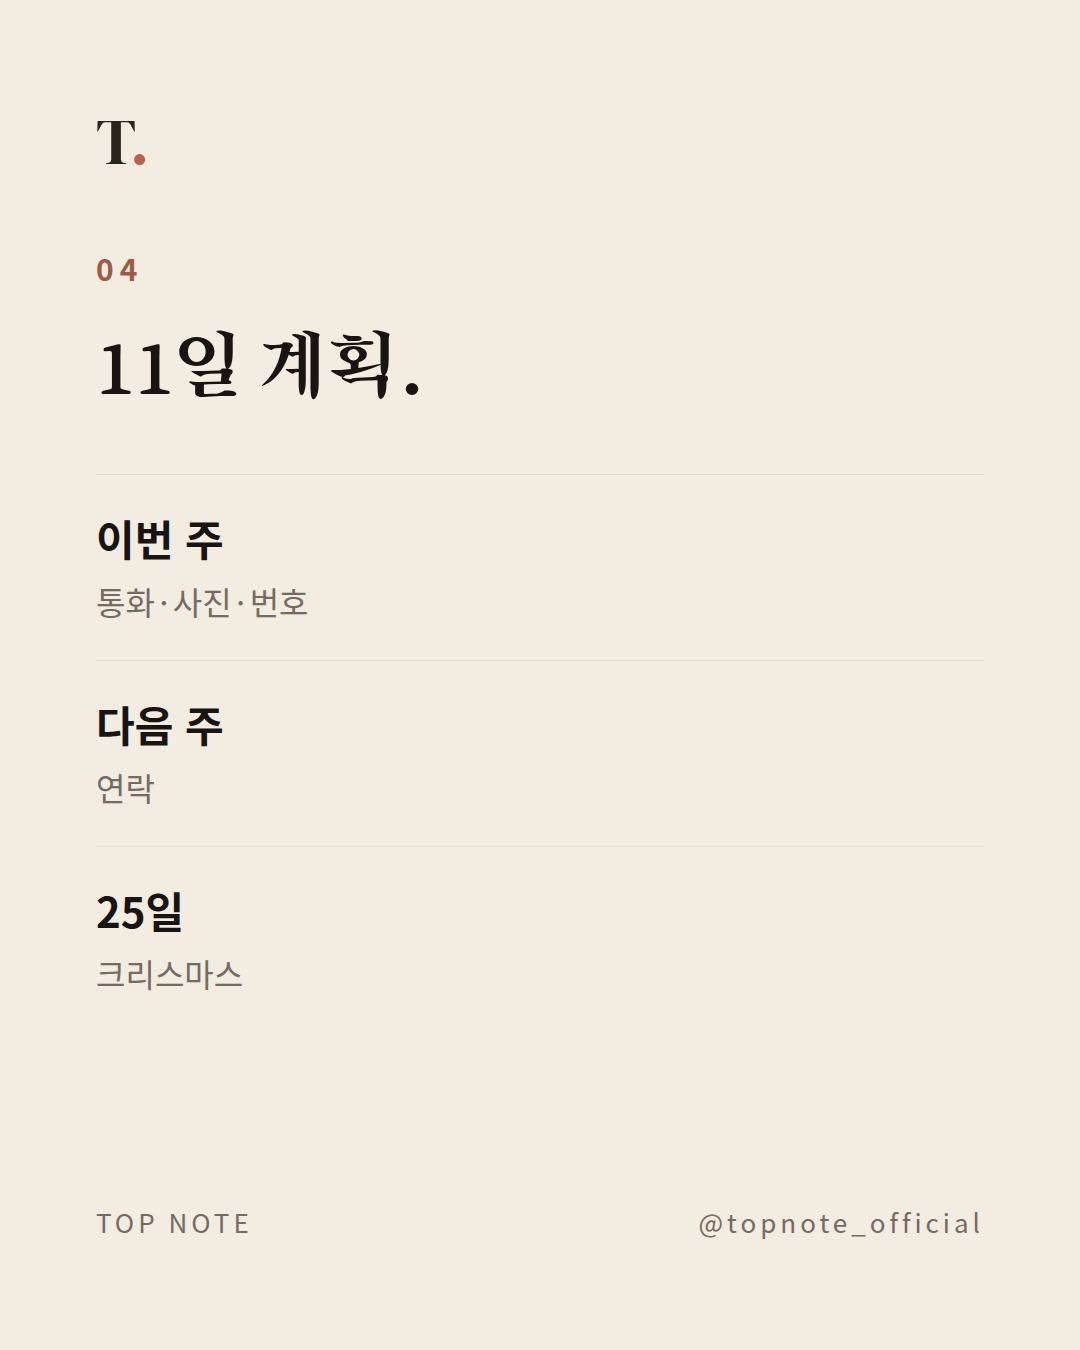 T.
04
11일 계획.
이번 주
통화·사진·번호
다음 주
연락
25일
크리스마스
TOP NOTE
@topnote_official